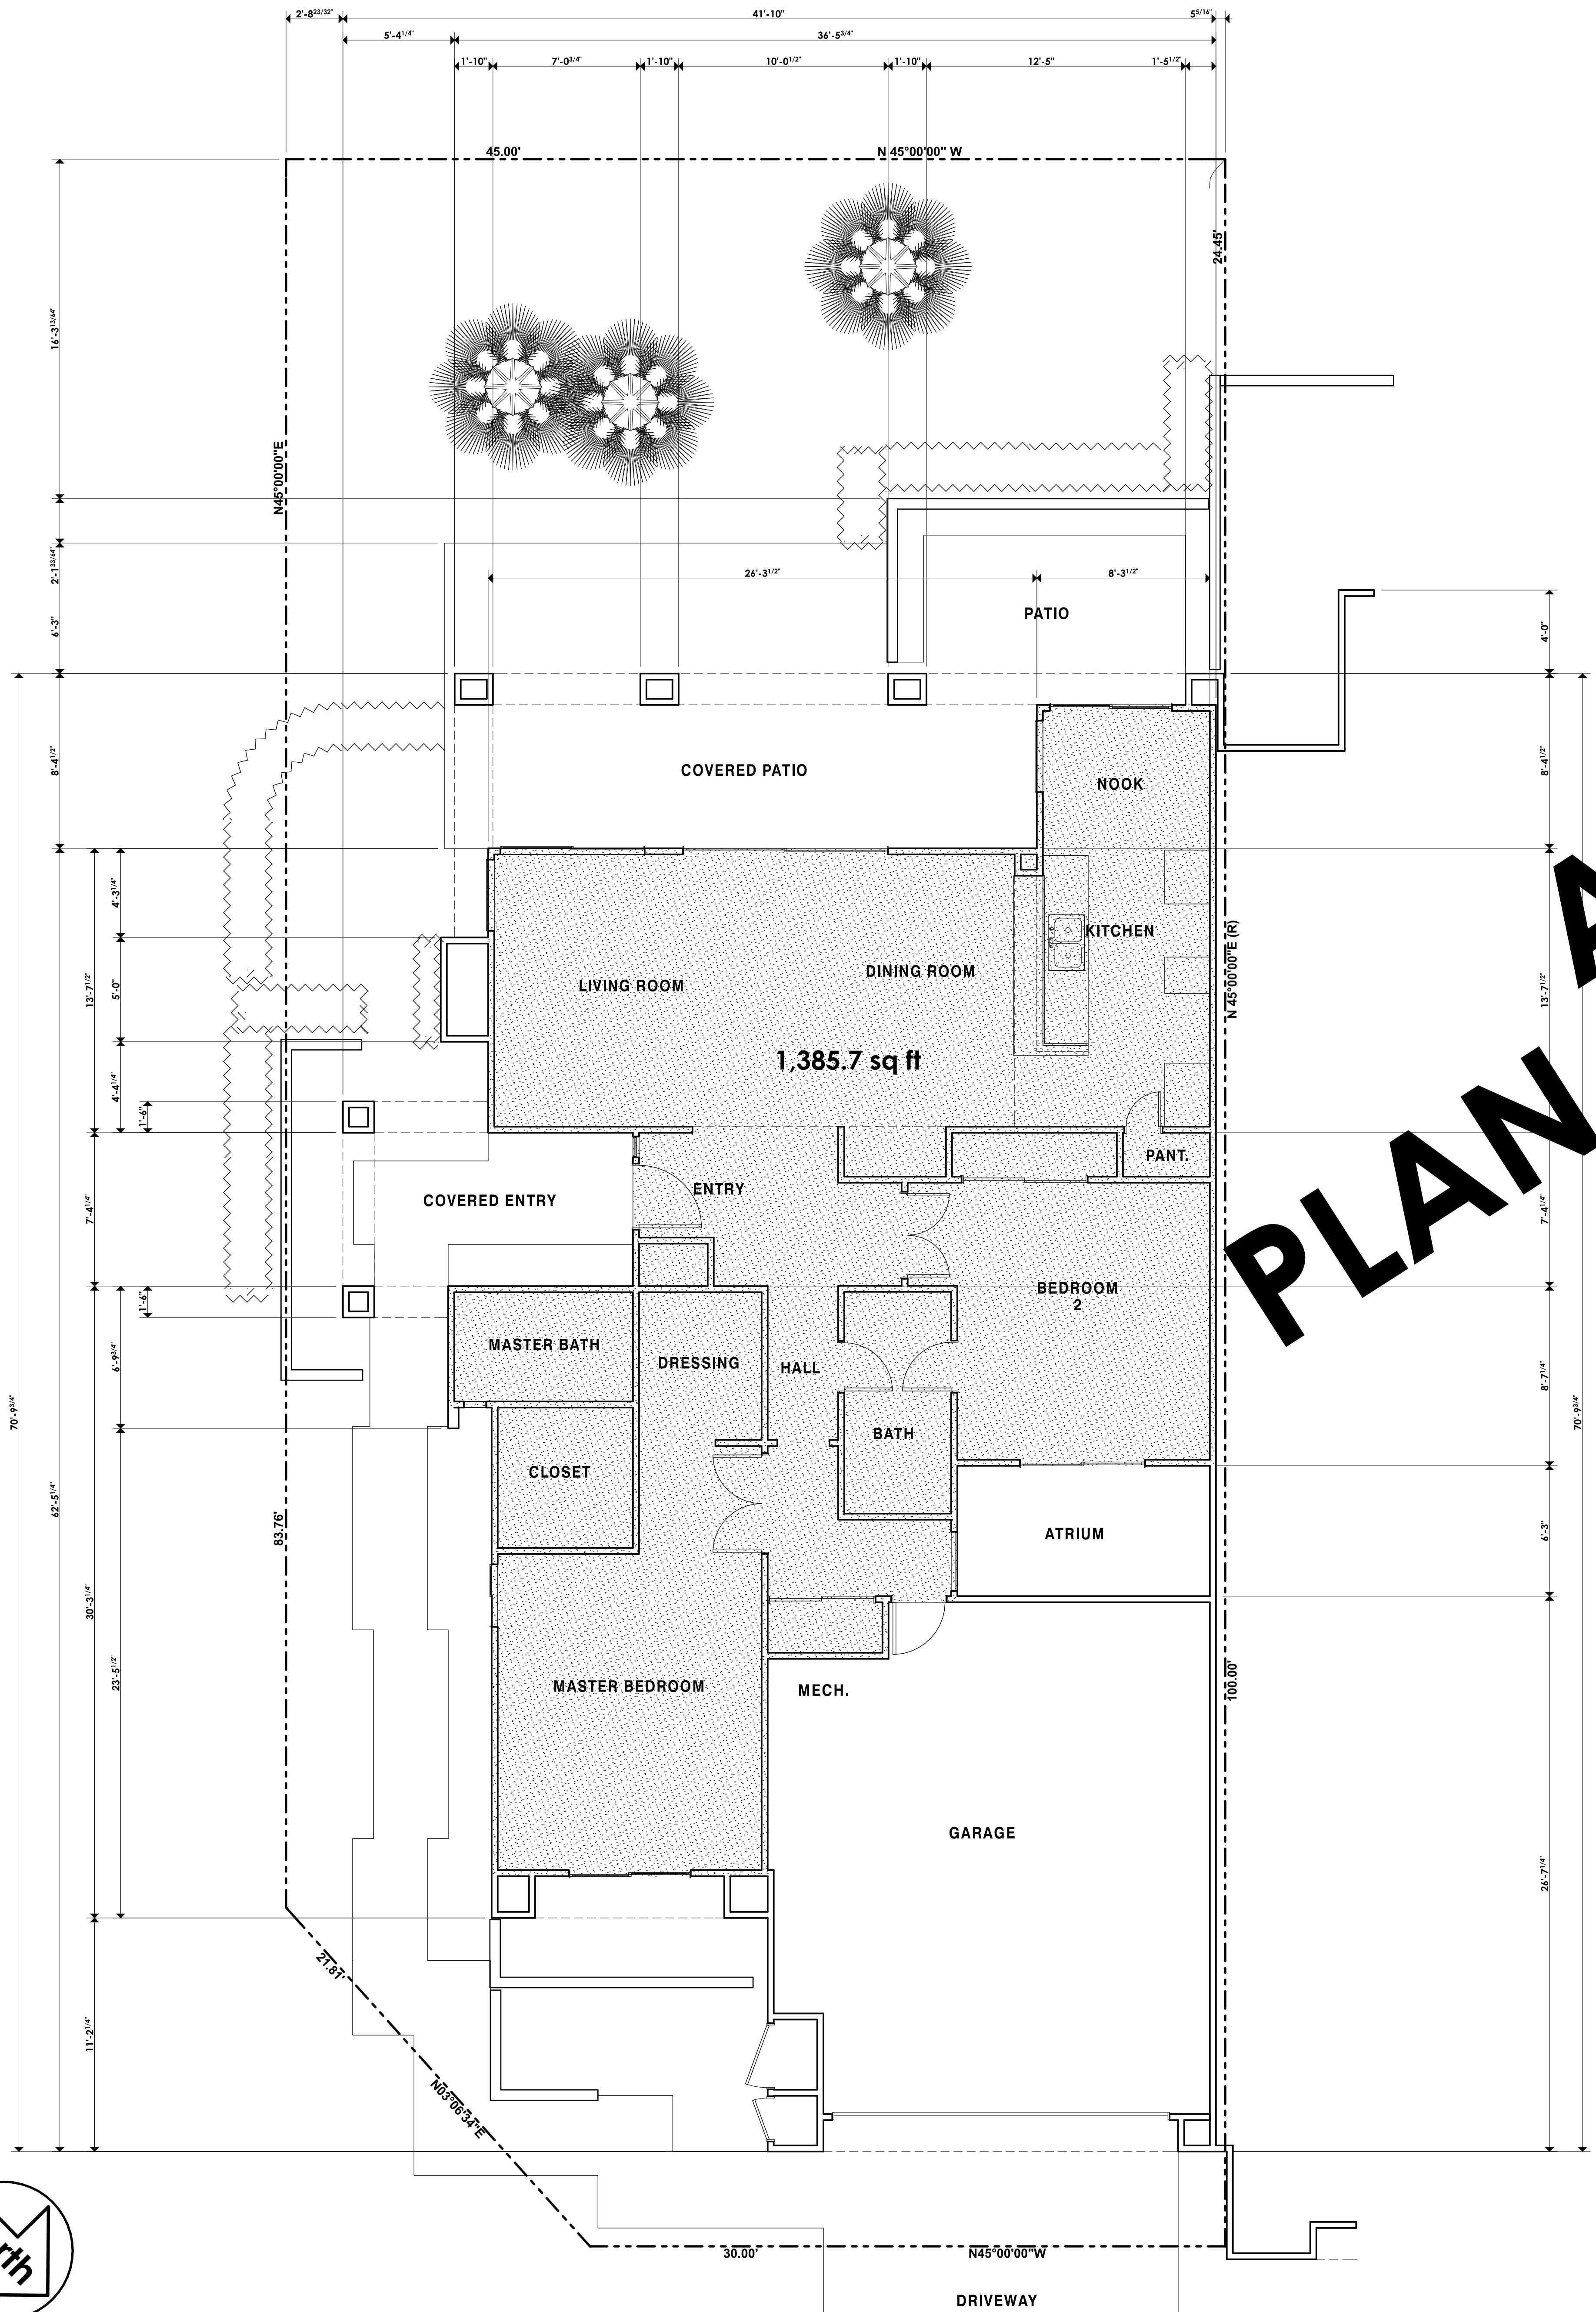 2'-8 23/32"
41'-10"
5 5/16"
5'-4 1/4"
36'-5 3/4"
1'-10"
7'-0 3/4"
1'-10"
10'-0 1/2"
1'-10"
12'-5"
1'-5 1/2"
45.00'
N 45°00'00" W
24.45'
16'-3 13/64"
N45°00'00"E
2'-1 33/64"
26'-3 1/2"
8'-3 1/2"
6'-3"
PATIO
4'-0"
8'-4 1/2"
COVERED PATIO
NOOK
8'-4 1/2"
4'-3 1/4"
KITCHEN
N 45°00'00"E (R)
13'-7 1/2"
5'-0"
LIVING ROOM
DINING ROOM
13'-7 1/2"
1,385.7 sq ft
4'-4 1/4"
1'-6"
PLAN A
PANT.
7'-4 1/4"
COVERED ENTRY
ENTRY
7'-4 1/4"
1'-6"
BEDROOM
2
6'-9 3/4"
MASTER BATH
DRESSING
HALL
8'-7 1/4"
70'-9 3/4"
BATH
70'-9 3/4"
CLOSET
62'-5 1/4"
83.76'
ATRIUM
6'-3"
30'-3 1/4"
23'-5 1/2"
MASTER BEDROOM
MECH.
100.00'
GARAGE
26'-7 1/4"
21.81'
11'-2 1/4"
N03°06'34"E
rth
30.00'
N45°00'00"W
DRIVEWAY